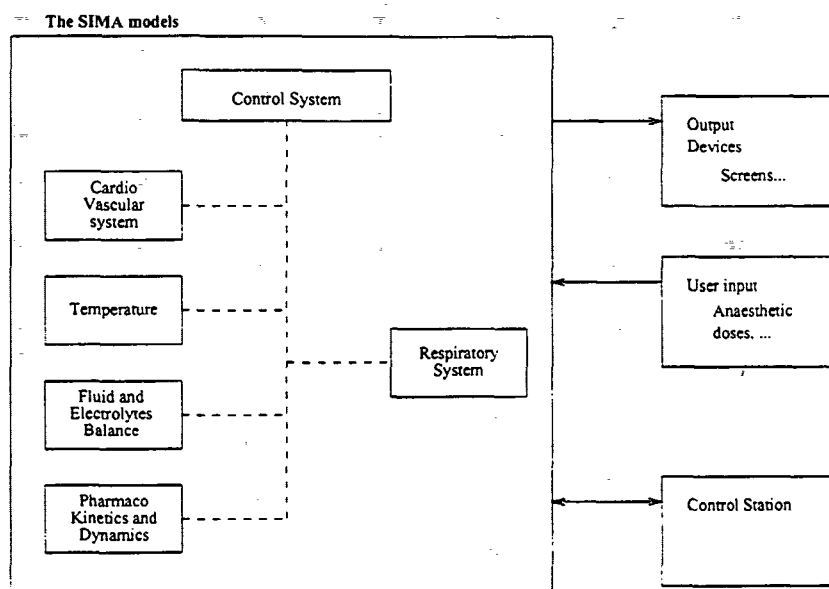 The SIMA models
Control System
Cardio
Vascular
system
Temperature
Fluid and
Electrolytes
Balance
Pharmaco
Kinetics and
Dynamics
Respiratory
System
Output
Devices
Screens...
User input
Anaesthetic
doses, ...
Control Station